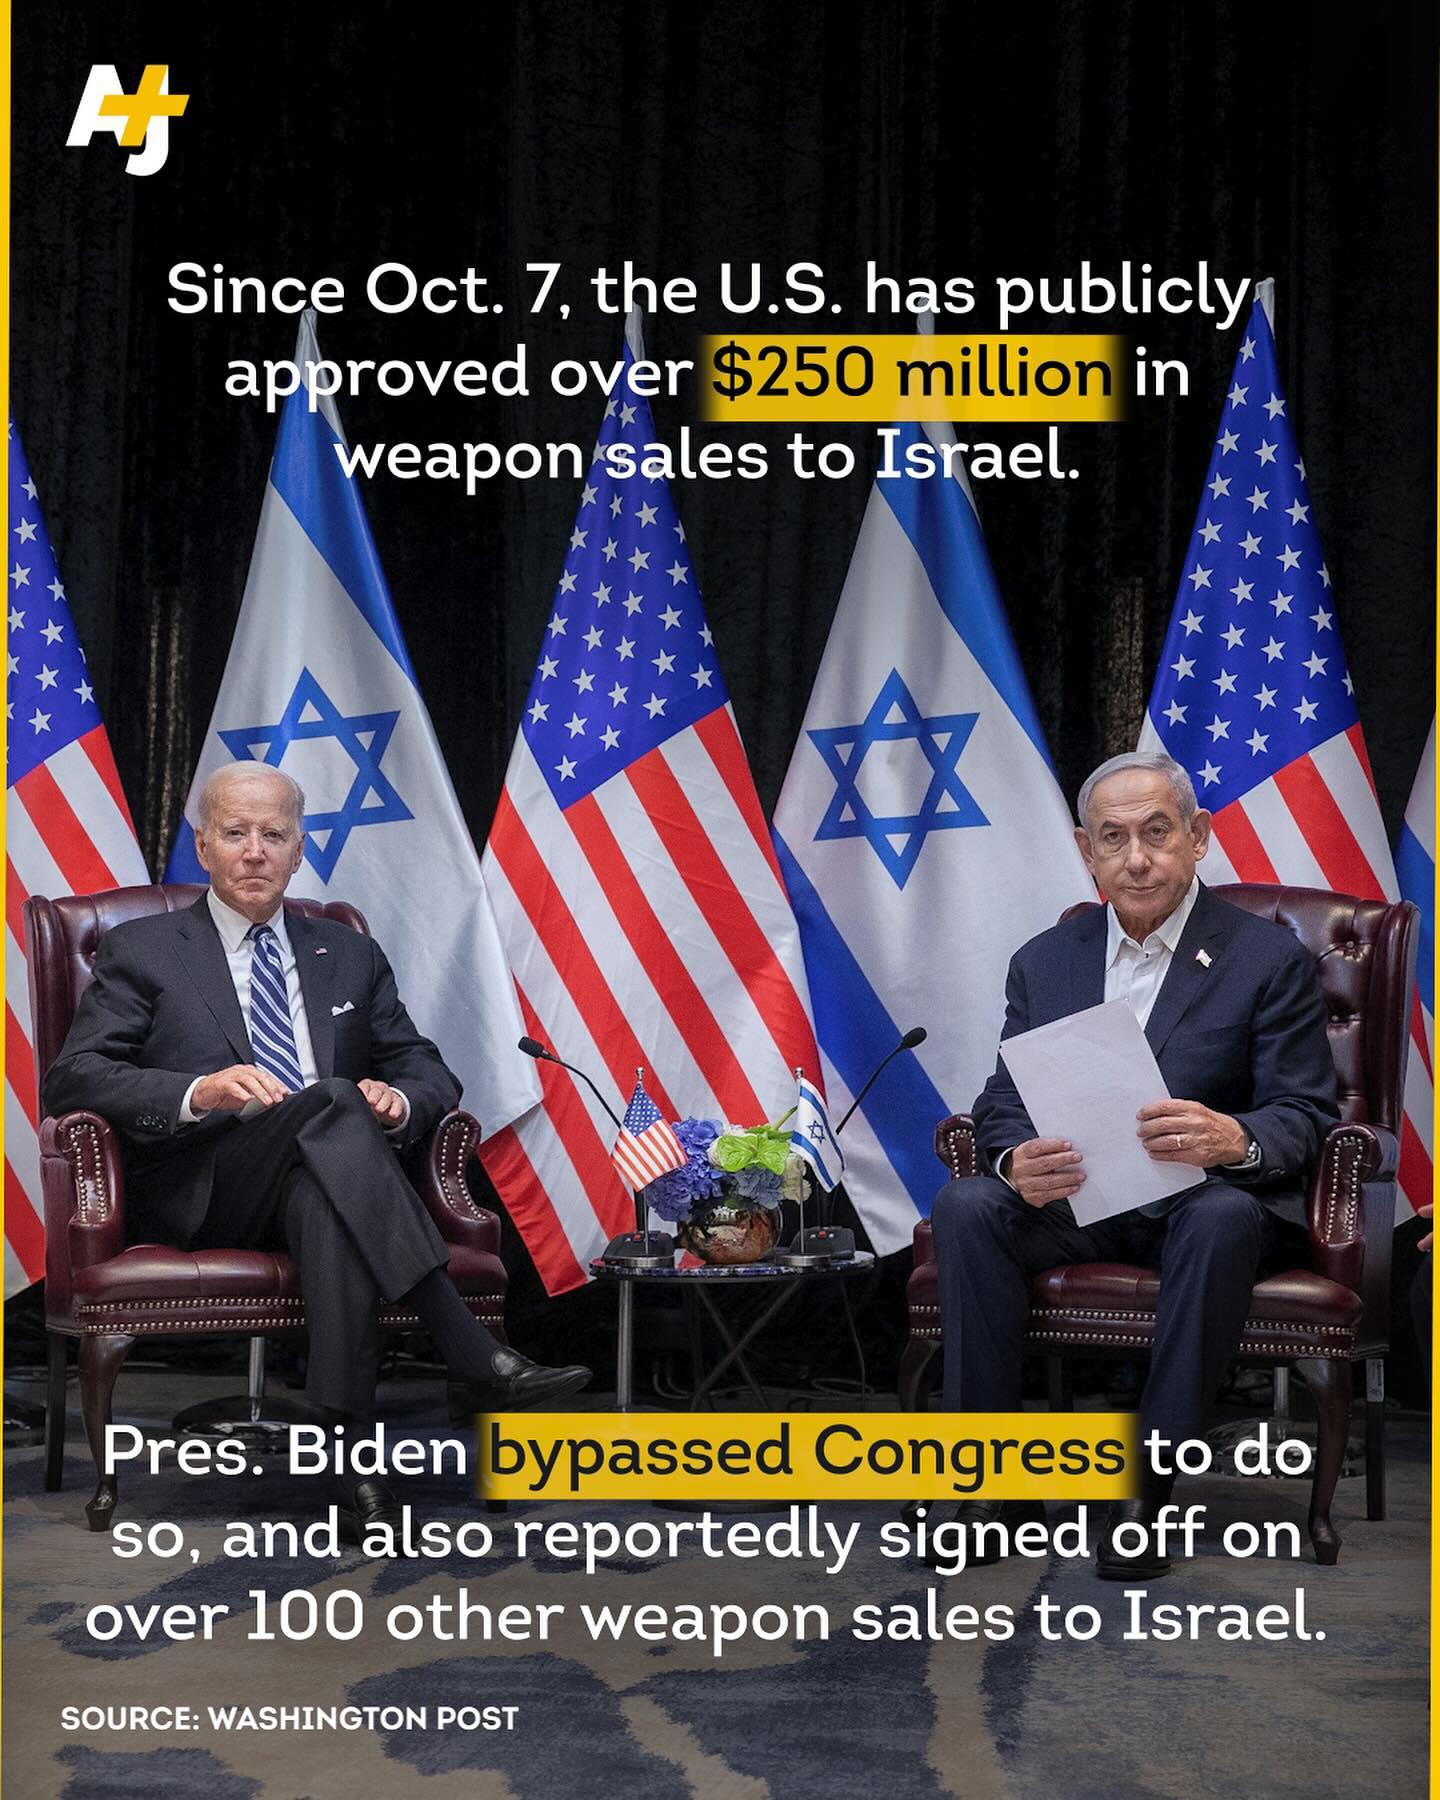 AJ+
Since Oct. 7, the U.S. has publicly
approved over $250 million in
weapon sales to Israel.
Pres. Biden bypassed Congress to do
so, and also reportedly signed off on
over 100 other weapon sales to Israel.
SOURCE: WASHINGTON POST